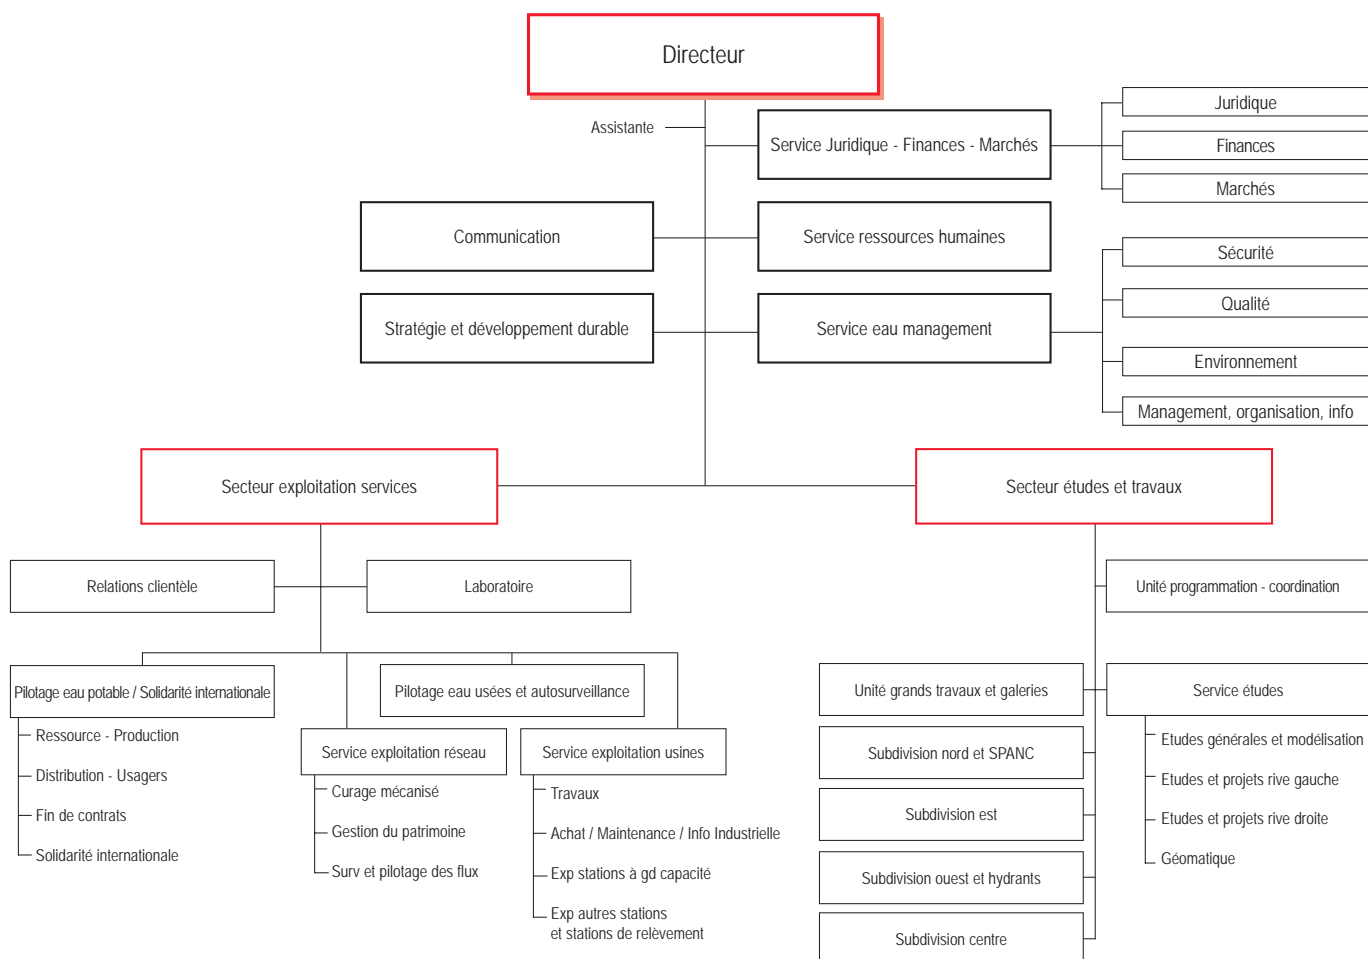 Directeur
Assistante
Service Juridique - Finances - Marchés
Juridique
Finances
Marchés
Communication
Service ressources humaines
Stratégie et développement durable
Service eau management
Sécurité
Qualité
Environnement
Management, organisation, info
Secteur exploitation services
Secteur études et travaux
Relations clientèle
Laboratoire
Unité programmation - coordination
Pilotage eau potable / Solidarité internationale
Ressource - Production
Distribution - Usagers
Fin de contrats
Solidarité internationale
Pilotage eau usées et autosurveillance
Service exploitation réseau
Curage mécanisé
Gestion du patrimoine
Surv et pilotage des flux
Service exploitation usines
Travaux
Achat / Maintenance / Info Industrielle
Exp stations à gd capacité
Exp autres stations
et stations de relèvement
Unité grands travaux et galeries
Subdivision nord et SPANC
Subdivision est
Subdivision ouest et hydrants
Subdivision centre
Service études
Etudes générales et modélisation
Etudes et projets rive gauche
Etudes et projets rive droite
Géomatique